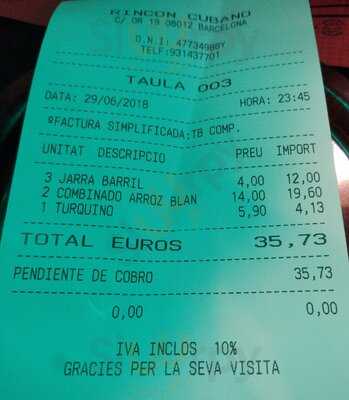 RINCON CUBANO
C/ OR 19 08012 BARCELONA
D.N.I: 47734980Y
TELF:931437701
TAULA 003
DATA: 29/06/2018 HORA: 23:45
ºFACTURA SIMPLIFICADA:TB COMP.
UNITAT DESCRIPCIO PREU IMPORT
3 JARRA BARRIL 4,00 12,00
2 COMBINADO ARROZ BLAN 14,00 19,60
1 TURQUINO 5,90 4,13
TOTAL EUROS 35,73
PENDIENTE DE COBRO 35,73
0,00 0,00
IVA INCLOS 10%
GRACIES PER LA SEVA VISITA